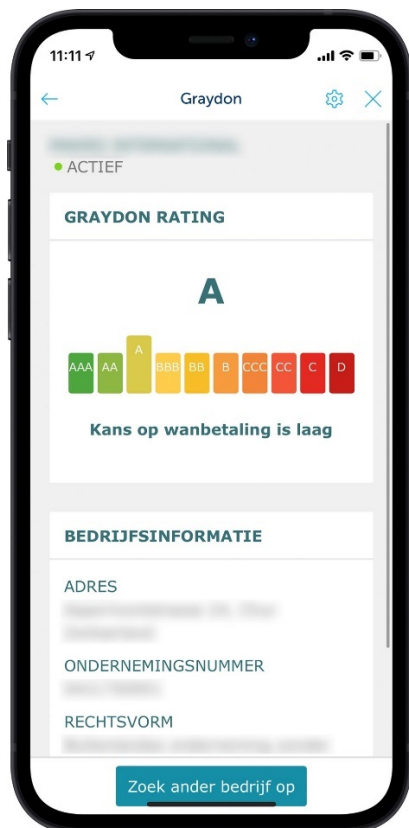 11:11
Graydon
ACTIEF
GRAYDON RATING
A
AAA AA A BBB BB B CCC CC C D
Kans op wanbetaling is laag
BEDRIJFSINFORMATIE
ADRES
ONDERNEMINGSNUMMER
RECHTSVORM
Zoek ander bedrijf op